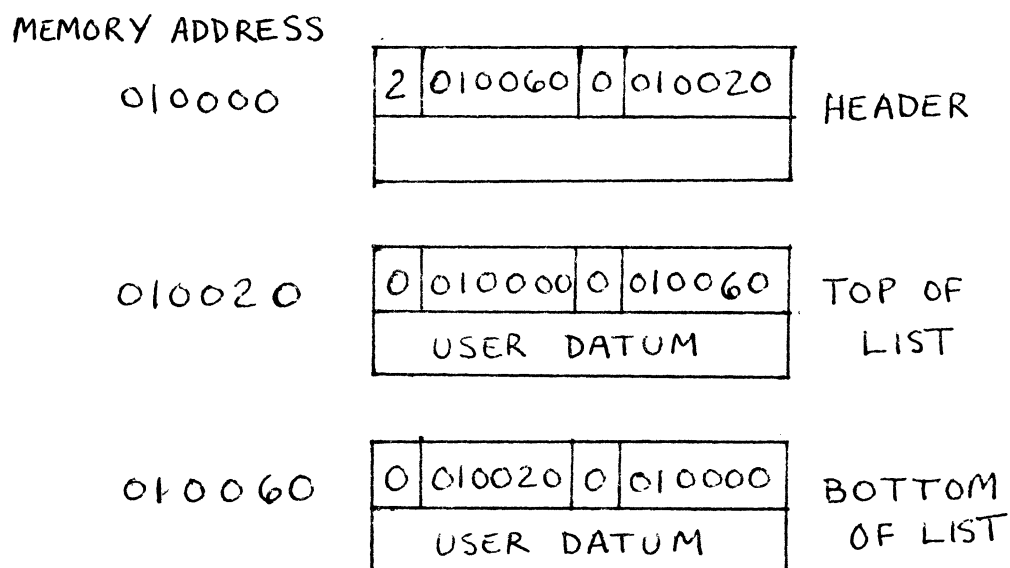 MEMORY ADDRESS
010000 2 010060 0 010020 HEADER
010020 0 010000 0 010060 TOP OF
USER DATUM LIST
010060 0 010020 0 010000 BOTTOM
USER DATUM OF LIST